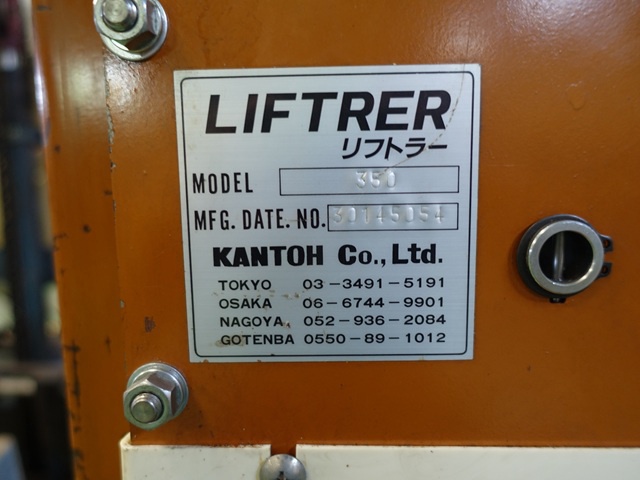 LIFTRER
リフトラー
MODEL 350
MFG. DATE. NO.
KANTOH Co., Ltd.
TOKYO 03-3491-5191
OSAKA 06-6744-9901
NAGOYA 052-936-2084
GOTENBA 0550-89-1012